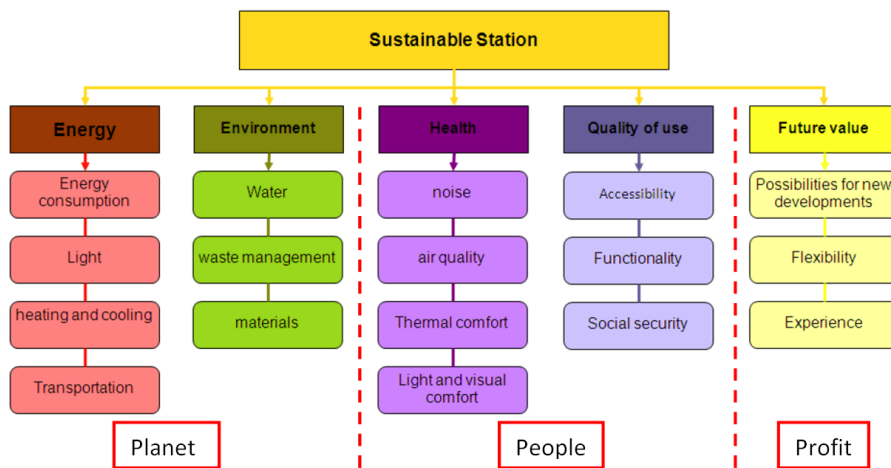 Sustainable Station
Energy
Environment
Health
Quality of use
Future value
Energy
consumption
Light
heating and cooling
Transportation
Water
waste management
materials
noise
air quality
Thermal comfort
Light and visual
comfort
Accessibility
Functionality
Social security
Possibilities for new
developments
Flexibility
Experience
Planet
People
Profit